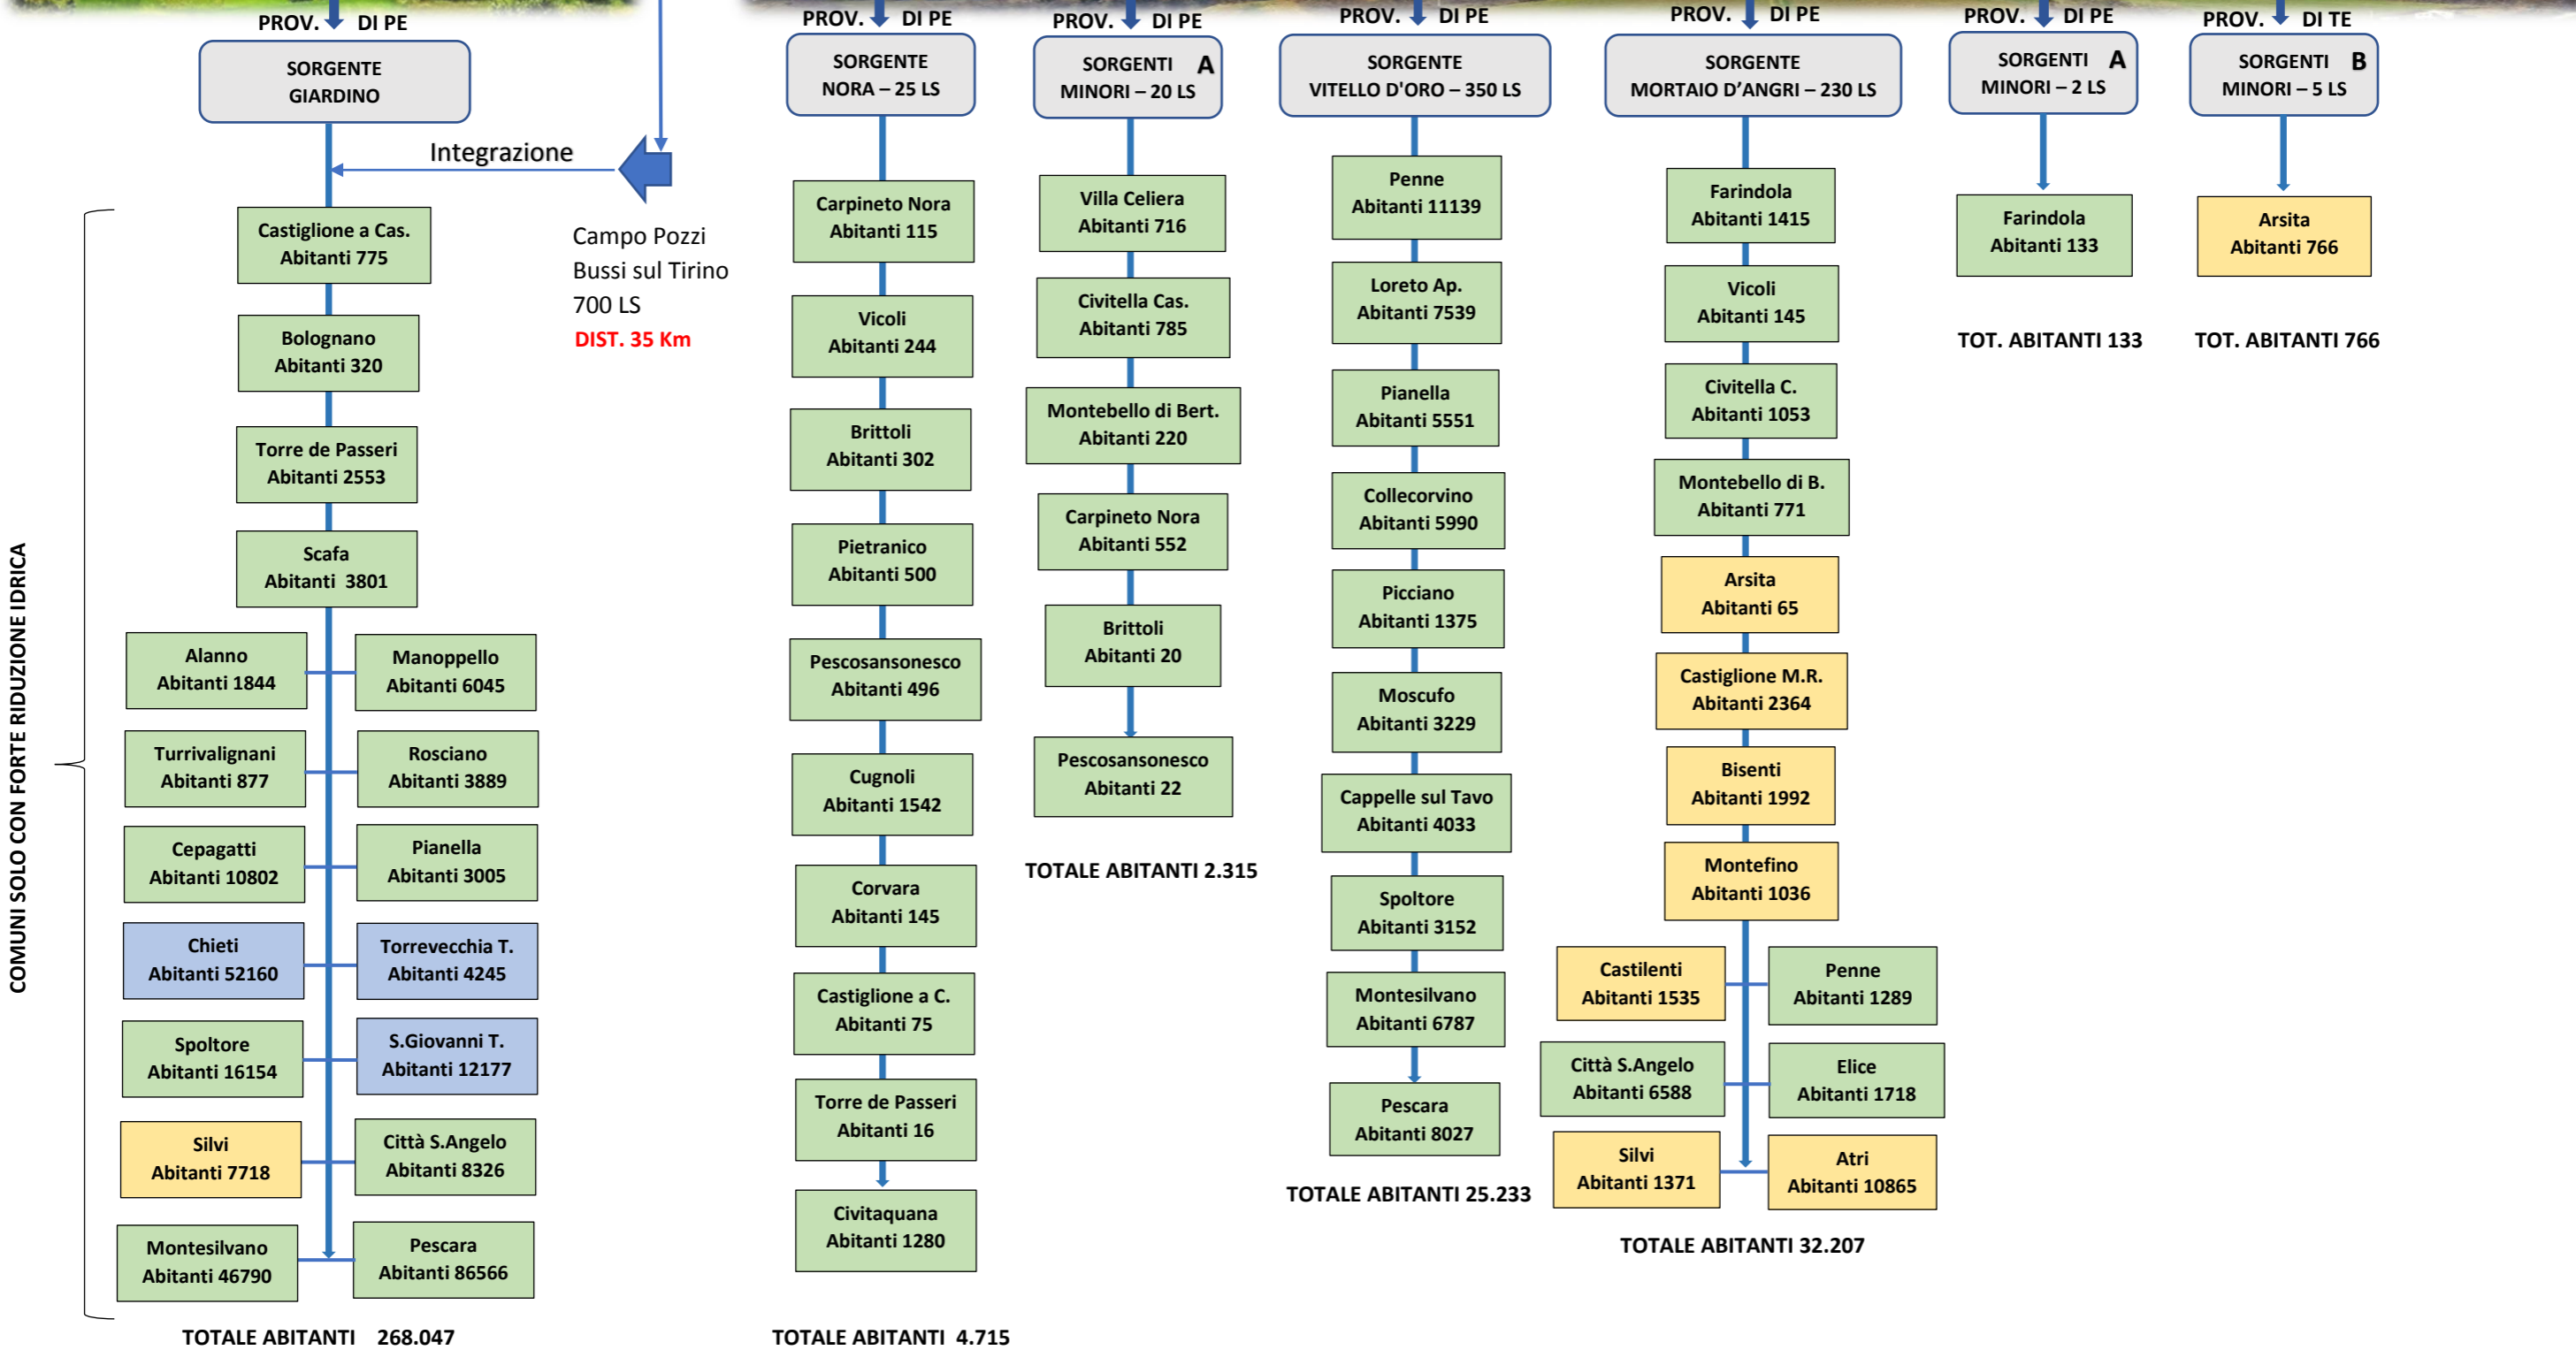 PROV. DI PE
SORGENTE
GIARDINO
Integrazione
Campo Pozzi
Bussi sul Tirino
700 LS
DIST. 35 Km
COMUNI SOLO CON FORTE RIDUZIONE IDRICA
Castiglione a Cas.
Abitanti 775
Bolognano
Abitanti 320
Torre de Passeri
Abitanti 2553
Scafa
Abitanti 3801
Alanno
Abitanti 1844
Manoppello
Abitanti 6045
Turrivalignani
Abitanti 877
Rosciano
Abitanti 3889
Cepagatti
Abitanti 10802
Pianella
Abitanti 3005
Chieti
Abitanti 52160
Torrevecchia T.
Abitanti 4245
Spoltore
Abitanti 16154
S.Giovanni T.
Abitanti 12177
Silvi
Abitanti 7718
Città S.Angelo
Abitanti 8326
Montesilvano
Abitanti 46790
Pescara
Abitanti 86566
TOTALE ABITANTI 268.047
PROV. DI PE
SORGENTE
NORA – 25 LS
Carpineto Nora
Abitanti 115
Vicoli
Abitanti 244
Brittoli
Abitanti 302
Pietranico
Abitanti 500
Pescosansonesco
Abitanti 496
Cugnoli
Abitanti 1542
Corvara
Abitanti 145
Castiglione a C.
Abitanti 75
Torre de Passeri
Abitanti 16
Civitaquana
Abitanti 1280
TOTALE ABITANTI 4.715
PROV. DI PE
SORGENTI A
MINORI – 20 LS
Villa Celiera
Abitanti 716
Civitella Cas.
Abitanti 785
Montebello di Bert.
Abitanti 220
Carpineto Nora
Abitanti 552
Brittoli
Abitanti 20
Pescosansonesco
Abitanti 22
TOTALE ABITANTI 2.315
PROV. DI PE
SORGENTE
VITELLO D'ORO – 350 LS
Penne
Abitanti 11139
Loreto Ap.
Abitanti 7539
Pianella
Abitanti 5551
Collecorvino
Abitanti 5990
Picciano
Abitanti 1375
Moscufo
Abitanti 3229
Cappelle sul Tavo
Abitanti 4033
Spoltore
Abitanti 3152
Montesilvano
Abitanti 6787
Pescara
Abitanti 8027
TOTALE ABITANTI 25.233
PROV. DI PE
SORGENTE
MORTAIO D’ANGRI – 230 LS
Farindola
Abitanti 1415
Vicoli
Abitanti 145
Civitella C.
Abitanti 1053
Montebello di B.
Abitanti 771
Arsita
Abitanti 65
Castiglione M.R.
Abitanti 2364
Bisenti
Abitanti 1992
Montefino
Abitanti 1036
Castilenti
Abitanti 1535
Penne
Abitanti 1289
Città S.Angelo
Abitanti 6588
Elice
Abitanti 1718
Silvi
Abitanti 1371
Atri
Abitanti 10865
TOTALE ABITANTI 32.207
PROV. DI PE
SORGENTI A
MINORI – 2 LS
Farindola
Abitanti 133
TOT. ABITANTI 133
PROV. DI TE
SORGENTI B
MINORI – 5 LS
Arsita
Abitanti 766
TOT. ABITANTI 766